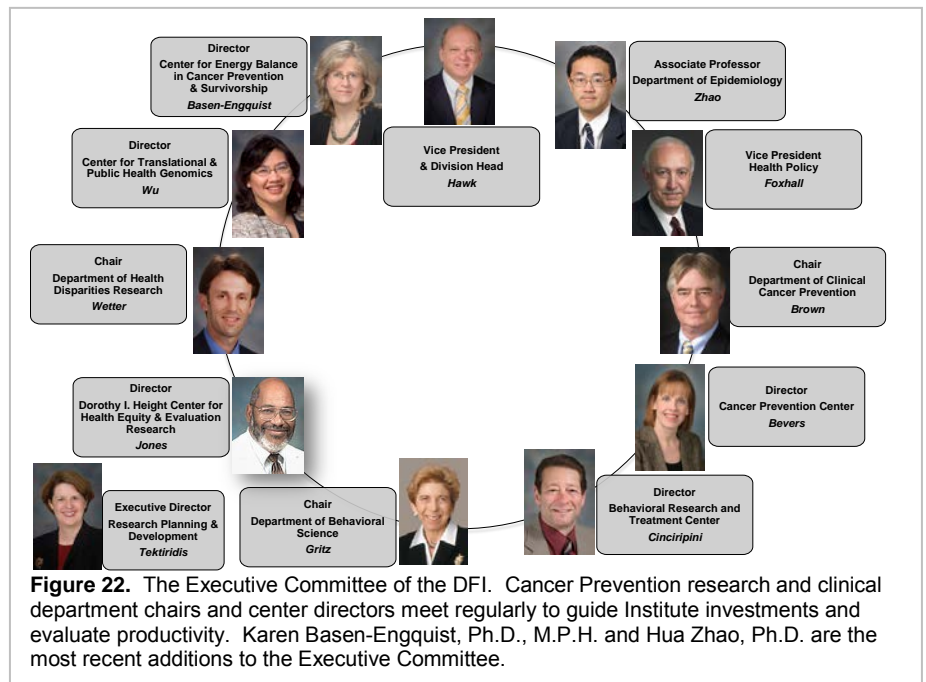 Director
Center for Energy Balance
in Cancer Prevention
& Survivorship
Basen-Engquist
Vice President
& Division Head
Hawk
Associate Professor
Department of Epidemiology
Zhao
Director
Center for Translational &
Public Health Genomics
Wu
Vice President
Health Policy
Foxhall
Chair
Department of Health
Disparities Research
Wetter
Chair
Department of Clinical
Cancer Prevention
Brown
Director
Dorothy I. Height Center for
Health Equity & Evaluation
Research
Jones
Director
Cancer Prevention Center
Bevers
Executive Director
Research Planning &
Development
Tektiridis
Chair
Department of Behavioral
Science
Gritz
Director
Behavioral Research and
Treatment Center
Cinciripini
Figure 22. The Executive Committee of the DFI. Cancer Prevention research and clinical
department chairs and center directors meet regularly to guide Institute investments and
evaluate productivity. Karen Basen-Engquist, Ph.D., M.P.H. and Hua Zhao, Ph.D. are the
most recent additions to the Executive Committee.